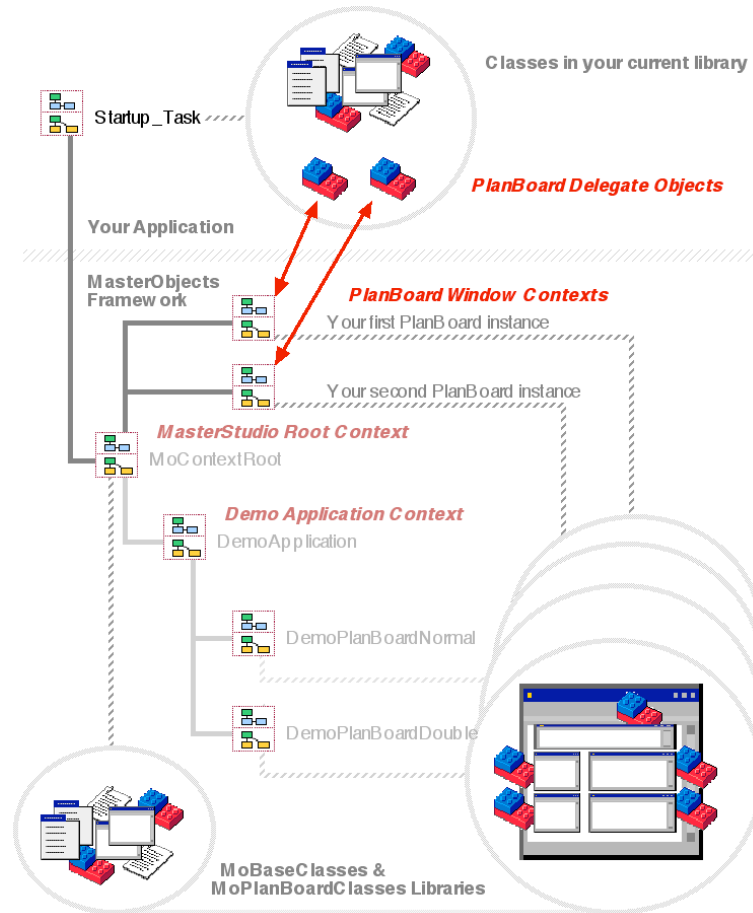 Classes in your current library
Startup_Task
PlanBoard Delegate Objects
Your Application
MasterObjects
Framework
PlanBoard Window Contexts
Your first PlanBoard instance
Your second PlanBoard instance
MasterStudio Root Context
MoContextRoot
Demo Application Context
DemoApplication
DemoPlanBoardNormal
DemoPlanBoardDouble
MoBaseClasses &
MoPlanBoardClasses Libraries